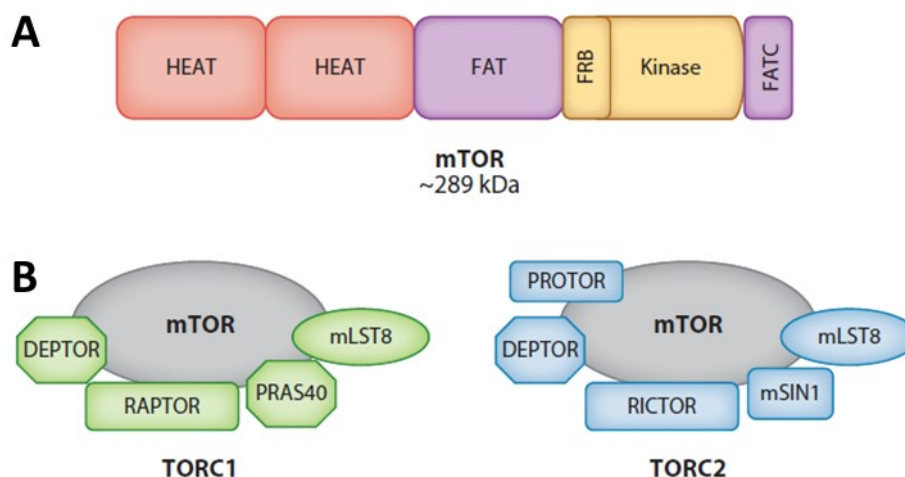 A
HEAT HEAT FAT FRB Kinase FATC
mTOR
~289 kDa
B
mTOR
DEPTOR
mLST8
RAPTOR
PRAS40
TORC1
PROTOR
mTOR
DEPTOR
mLST8
RICTOR
mSIN1
TORC2